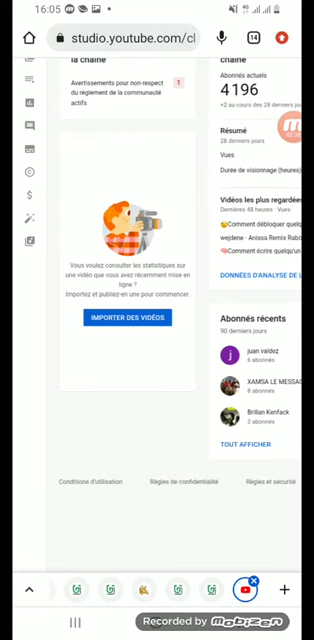 16:05
studio.youtube.com/cl
14
la chaîne
Avertissements pour non-respect
du règlement de la communauté
actifs
1
Vous voulez consulter les statistiques sur
une vidéo que vous avez récemment mise en
ligne ?
Importez et publiez-en une pour commencer.
IMPORTER DES VIDÉOS
chaîne
Abonnés actuels
4 196
+2 au cours des 28 derniers jou
Résumé
28 derniers jours
Vues
Durée de visionnage (heures)
Vidéos les plus regardées
Dernières 48 heures · Vues
Comment débloquer quelq
wejdene - Anissa Remix Rabo
Comment écrire quelqu'un
DONNÉES D'ANALYSE DE L
Abonnés récents
90 derniers jours
j
juan valdez
6 abonnés
XAMSA LE MESSAG
8 abonnés
Brillan Kenfack
3 abonnés
TOUT AFFICHER
Conditions d'utilisation
Règles de confidentialité
Règles et sécurité
Recorded by Mobizen